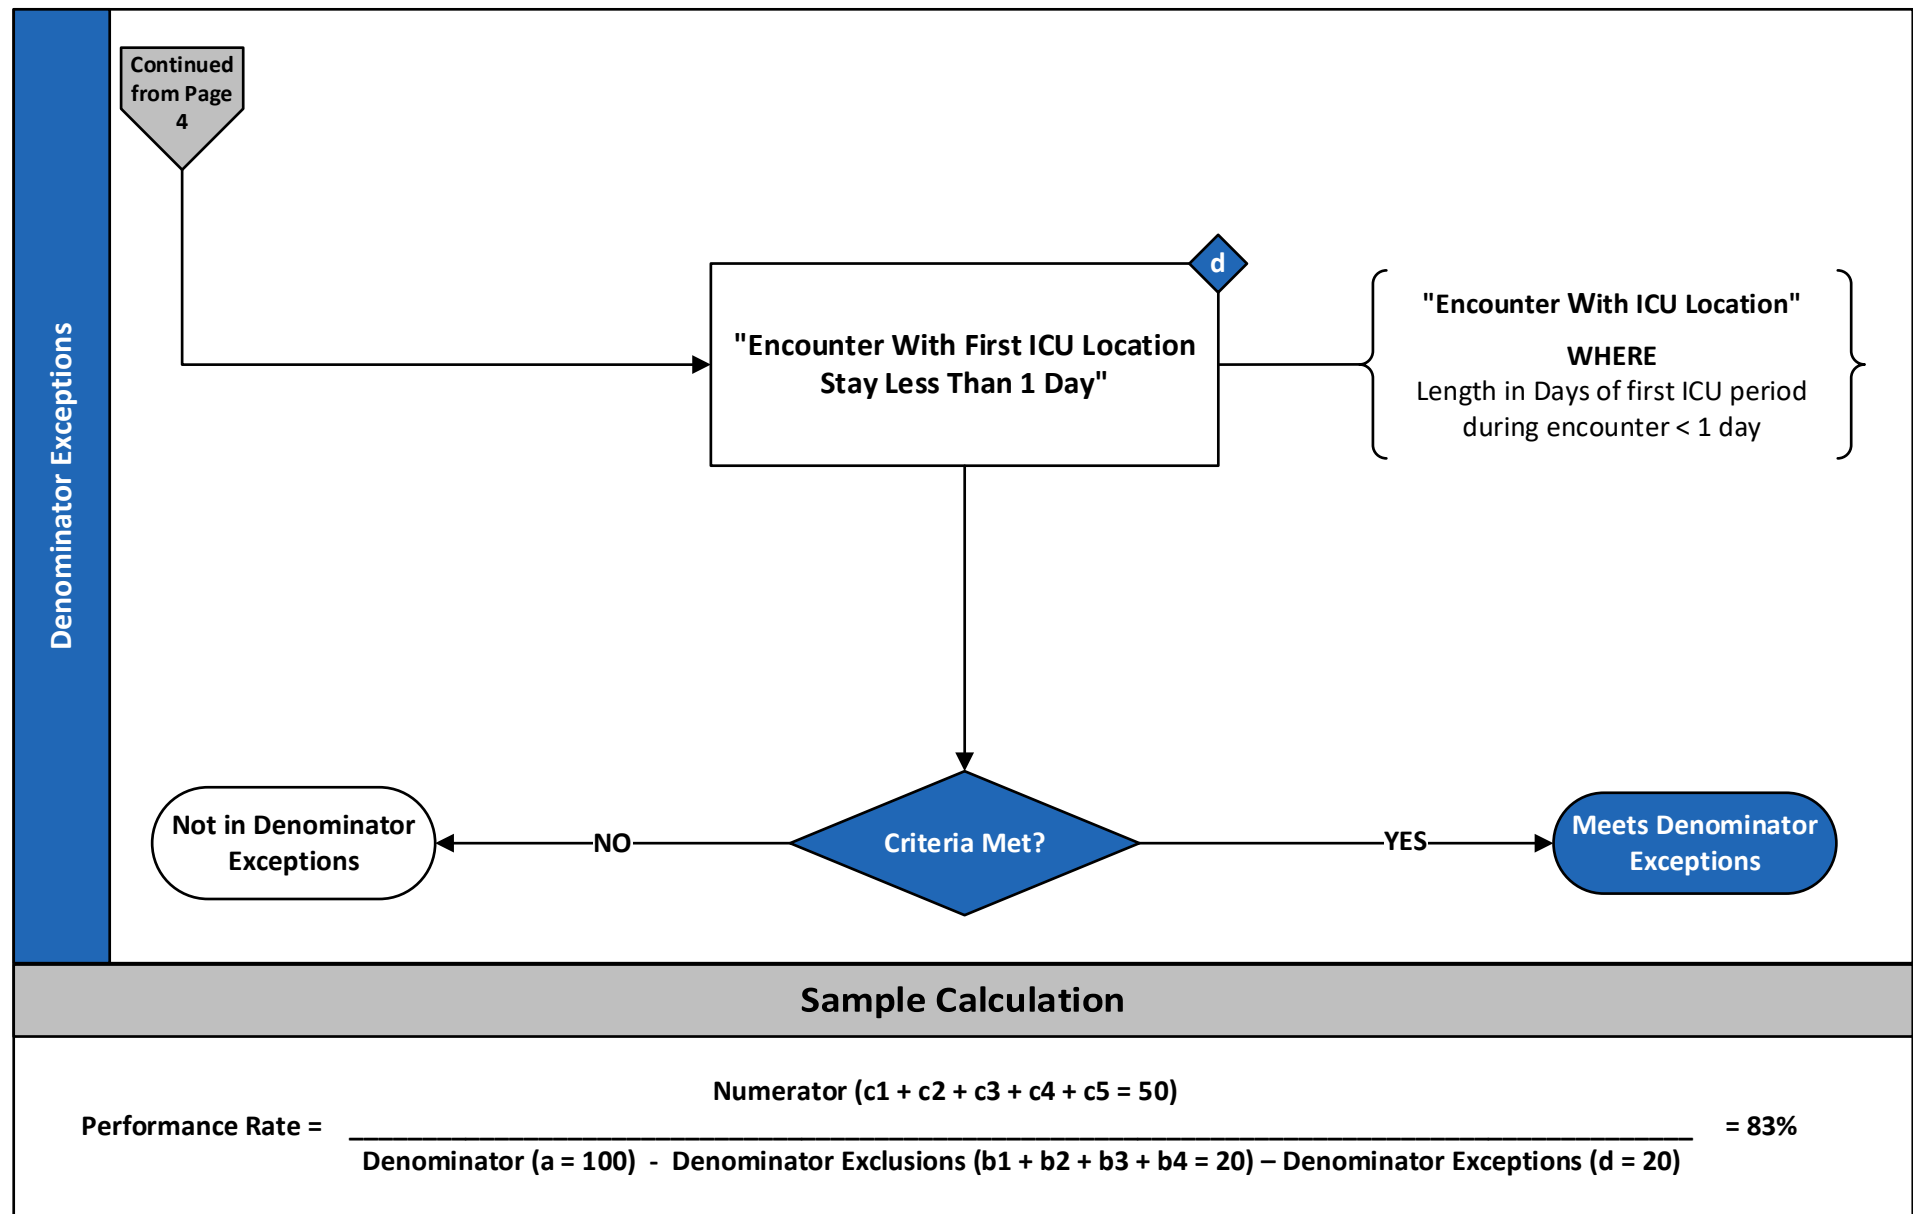 Denominator Exceptions
Continued
from Page
4
d
"Encounter With First ICU Location
Stay Less Than 1 Day"
"Encounter With ICU Location"
WHERE
Length in Days of first ICU period
during encounter < 1 day
Not in Denominator
Exceptions
NO
Criteria Met?
YES
Meets Denominator
Exceptions
Sample Calculation
Numerator (c1 + c2 + c3 + c4 + c5 = 50)
Performance Rate = = 83%
Denominator (a = 100) - Denominator Exclusions (b1 + b2 + b3 + b4 = 20) – Denominator Exceptions (d = 20)